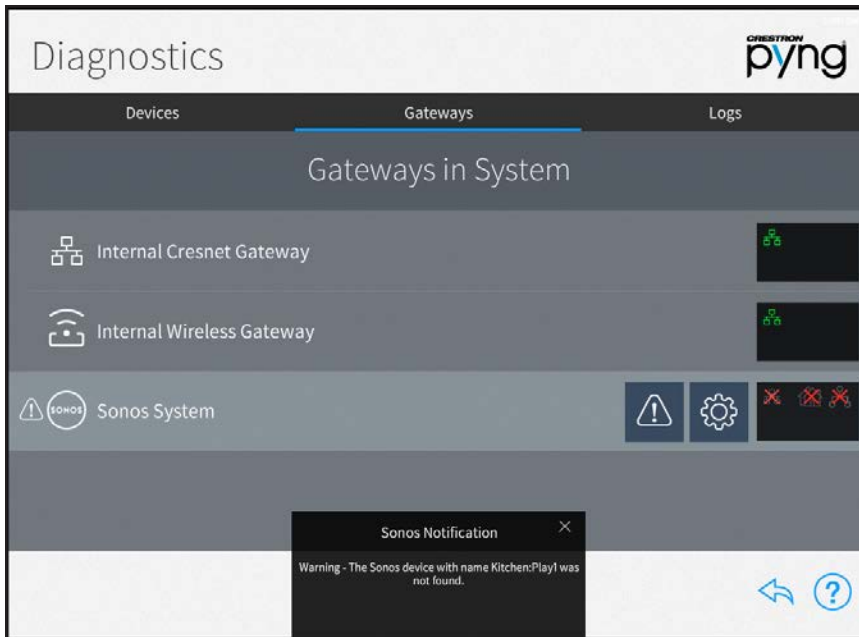 Diagnostics
CRESTRON
pyng
Devices
Gateways
Logs
Gateways in System
Internal Cresnet Gateway
Internal Wireless Gateway
SONOS
Sonos System
Sonos Notification
Warning - The Sonos device with name Kitchen:Play1 was
not found.
?